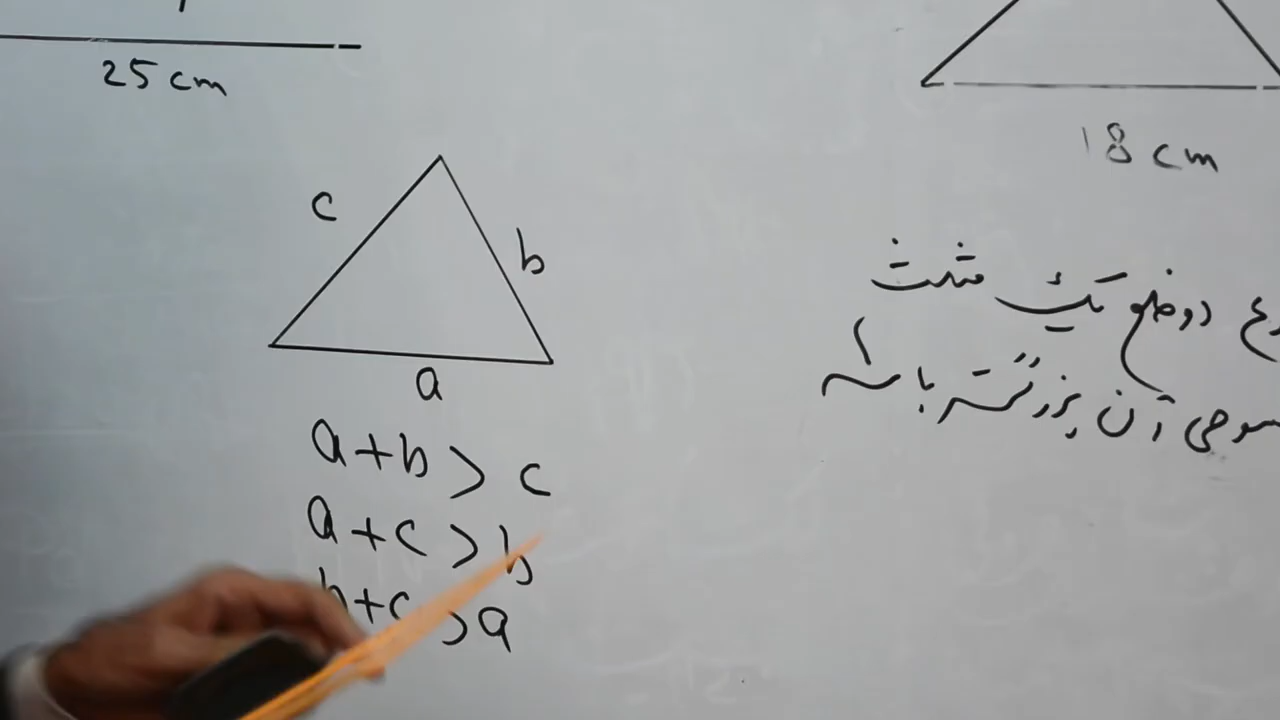 25 cm
18 cm
c
b
a
a+b > c
a+c > b
b+c > a
دو ضلع یک مثلث
آن بزرگتر باشد